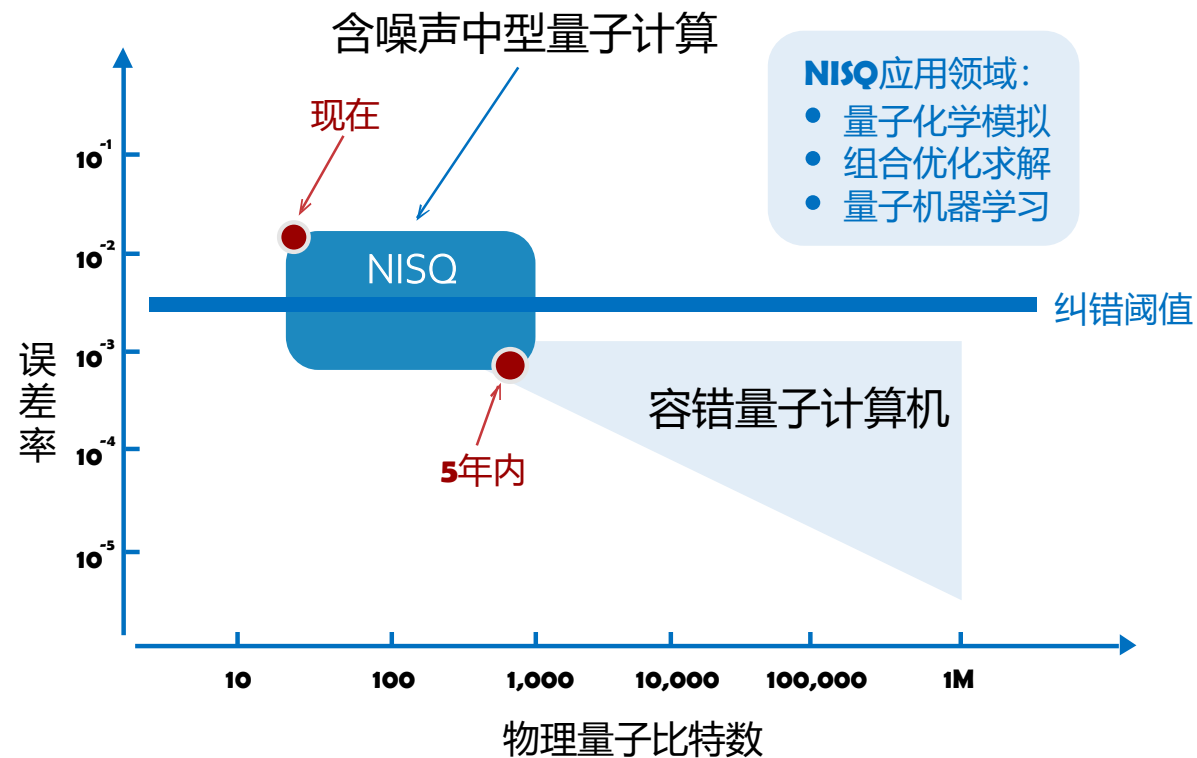 含噪声中型量子计算
NISQ应用领域：
• 量子化学模拟
• 组合优化求解
• 量子机器学习
现在
10⁻¹
10⁻²
NISQ
纠错阈值
误差率
10⁻³
容错量子计算机
10⁻⁴
5年内
10⁻⁵
10 100 1,000 10,000 100,000 1M
物理量子比特数